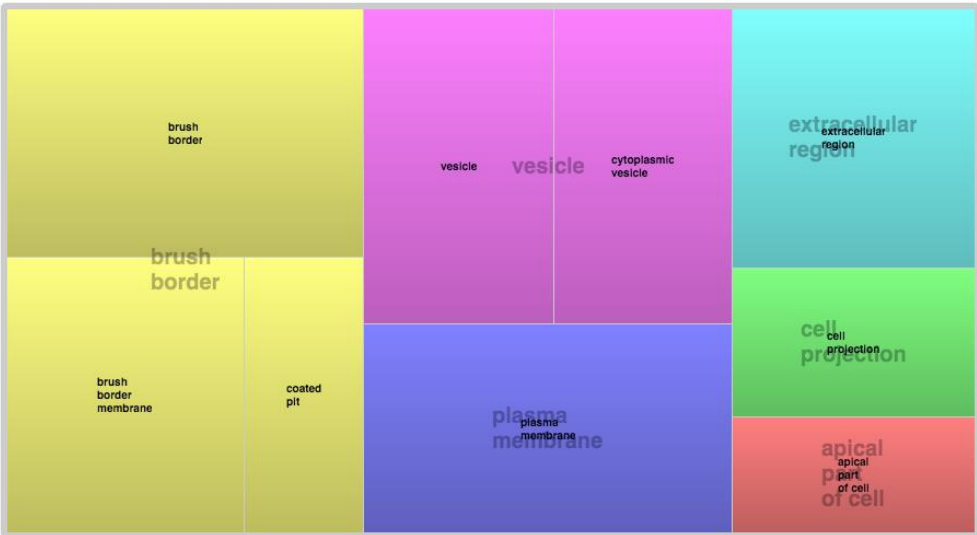 brush
border
brush
border
brush
border
membrane
coated
pit
vesicle
vesicle
cytoplasmic
vesicle
plasma
membrane
plasma
membrane
extracellular
region
extracellular
region
cell
projection
cell
projection
apical
part
of cell
apical
part
of cell